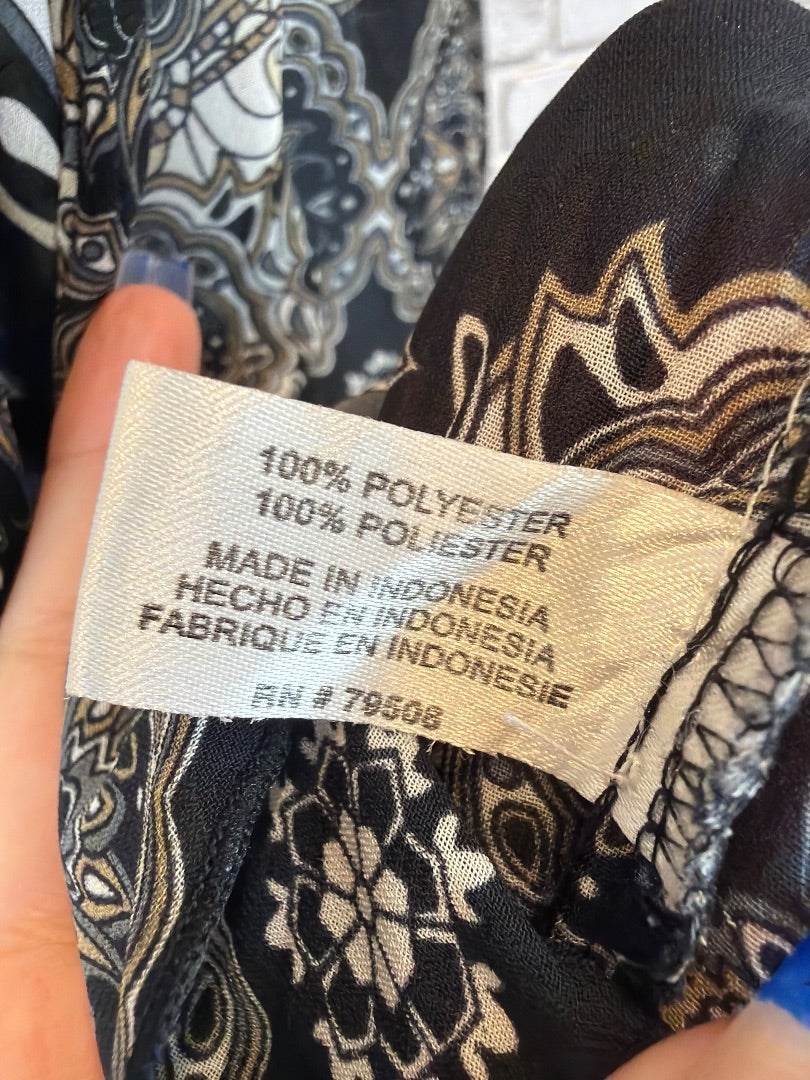 100% POLYESTER
100% POLIESTER
MADE IN INDONESIA
HECHO EN INDONESIA
FABRIQUE EN INDONESIE
RN # 79508